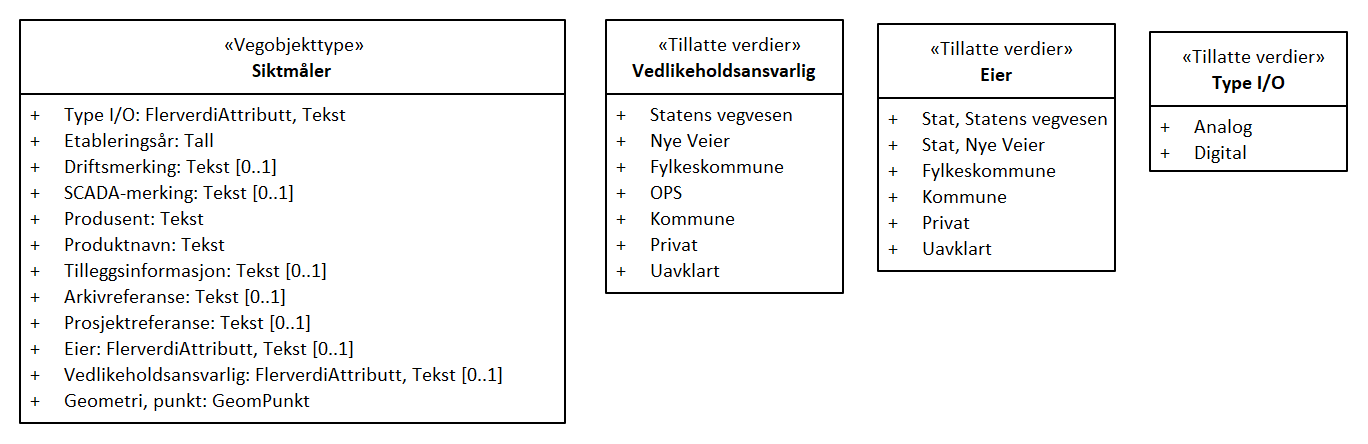 «Vegobjekttype»
Siktmåler
+ Type I/O: FlerverdiAttributt, Tekst
+ Etableringsår: Tall
+ Driftsmerking: Tekst [0..1]
+ SCADA-merking: Tekst [0..1]
+ Produsent: Tekst
+ Produktnavn: Tekst
+ Tilleggsinformasjon: Tekst [0..1]
+ Arkivreferanse: Tekst [0..1]
+ Prosjektreferanse: Tekst [0..1]
+ Eier: FlerverdiAttributt, Tekst [0..1]
+ Vedlikeholdsansvarlig: FlerverdiAttributt, Tekst [0..1]
+ Geometri, punkt: GeomPunkt
«Tillatte verdier»
Vedlikeholdsansvarlig
+ Statens vegvesen
+ Nye Veier
+ Fylkeskommune
+ OPS
+ Kommune
+ Privat
+ Uavklart
«Tillatte verdier»
Eier
+ Stat, Statens vegvesen
+ Stat, Nye Veier
+ Fylkeskommune
+ Kommune
+ Privat
+ Uavklart
«Tillatte verdier»
Type I/O
+ Analog
+ Digital